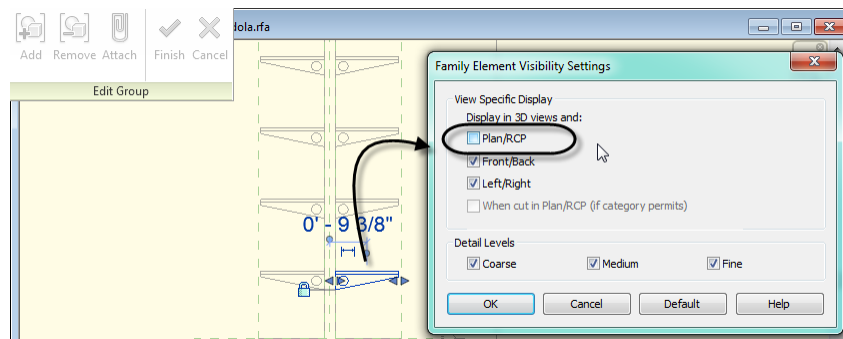 Add Remove Attach Finish Cancel
Edit Group
dola.rfa
0' - 9 3/8"
Family Element Visibility Settings
View Specific Display
Display in 3D views and:
Plan/RCP
Front/Back
Left/Right
When cut in Plan/RCP (if category permits)
Detail Levels
Coarse Medium Fine
OK Cancel Default Help